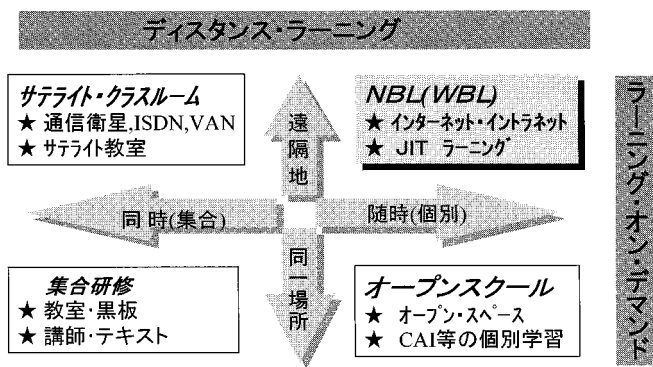 ディスタンス・ラーニング
サテライト・クラスルーム
★ 通信衛星,ISDN,VAN
★ サテライト教室
遠隔地
NBL(WBL)
★ インターネット・イントラネット
★ JIT ラーニング
ラーニング・オン・デマンド
同時(集合)
随時(個別)
集合研修
★ 教室・黒板
★ 講師・テキスト
同一場所
オープンスクール
★ オープン・スペース
★ CAI等の個別学習